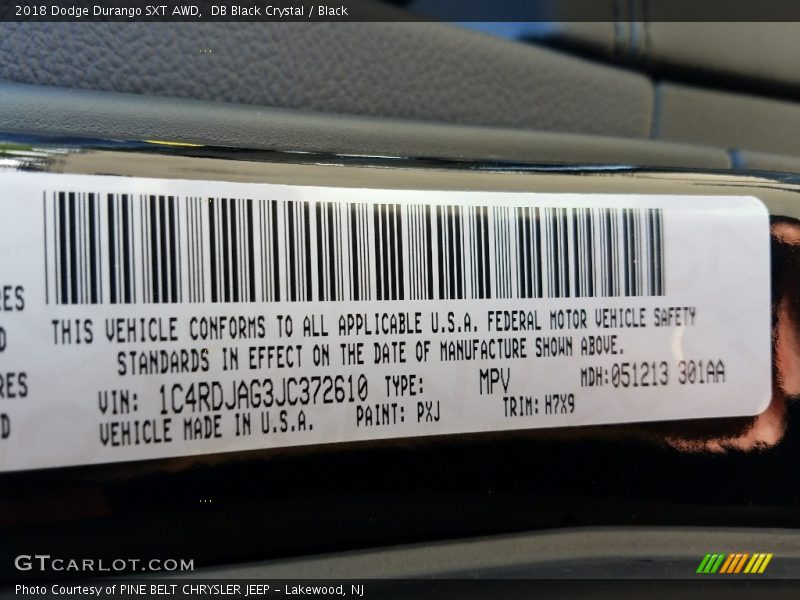 2018 Dodge Durango SXT AWD,  DB Black Crystal / Black
RES
D
RES
D
THIS VEHICLE CONFORMS TO ALL APPLICABLE U.S.A. FEDERAL MOTOR VEHICLE SAFETY
STANDARDS IN EFFECT ON THE DATE OF MANUFACTURE SHOWN ABOVE.
VIN: 1C4RDJAG3JC372610 TYPE: MPV MDH:051213 301AA
VEHICLE MADE IN U.S.A. PAINT: PXJ TRIM: H7X9
GTCARLOT.COM
Photo Courtesy of PINE BELT CHRYSLER JEEP - Lakewood, NJ